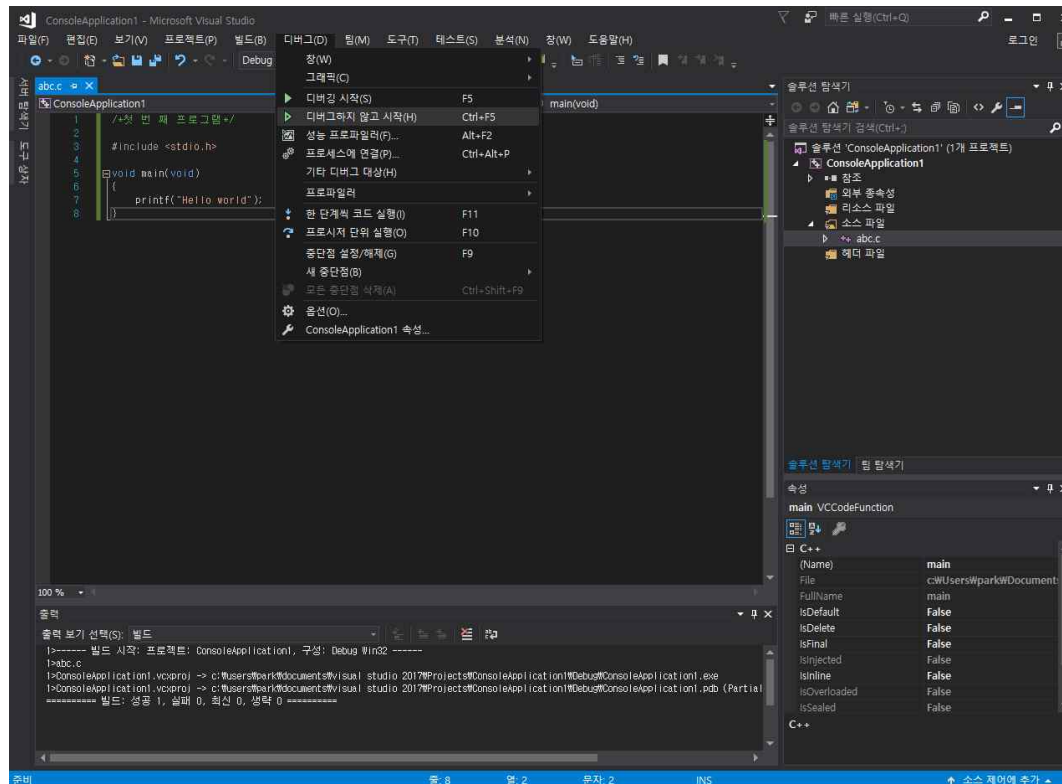 ConsoleApplication1 - Microsoft Visual Studio
빠른 실행(Ctrl+Q)
파일(F) 편집(E) 보기(V) 프로젝트(P) 빌드(B) 디버그(D) 팀(M) 도구(T) 테스트(S) 분석(N) 창(W) 도움말(H)
로그인
Debug
서버 탐색기
도구 상자
abc.c
ConsoleApplication1
main(void)
1 /*첫 번 째 프로그램*/
2
3 #include <stdio.h>
4
5 void main(void)
6 {
7 printf("Hello world");
8 }
창(W)
그래픽(C)
디버깅 시작(S) F5
디버그하지 않고 시작(H) Ctrl+F5
성능 프로파일러(F)... Alt+F2
프로세스에 연결(P)... Ctrl+Alt+P
기타 디버그 대상(H)
프로파일러
한 단계씩 코드 실행(I) F11
프로시저 단위 실행(O) F10
중단점 설정/해제(G) F9
새 중단점(B)
모든 중단점 삭제(A) Ctrl+Shift+F9
옵션(O)...
ConsoleApplication1 속성...
솔루션 탐색기
솔루션 탐색기 검색(Ctrl+;)
솔루션 'ConsoleApplication1' (1개 프로젝트)
ConsoleApplication1
참조
외부 종속성
리소스 파일
소스 파일
abc.c
헤더 파일
솔루션 탐색기 팀 탐색기
속성
main VCCodeFunction
C++
(Name) main
File c:₩Users₩park₩Document:
FullName main
IsDefault False
IsDelete False
IsFinal False
IsInjected False
IsInline False
IsOverloaded False
IsSealed False
C++
100 %
출력
출력 보기 선택(S): 빌드
1>------ 빌드 시작: 프로젝트: ConsoleApplication1, 구성: Debug Win32 ------
1>abc.c
1>ConsoleApplication1.vcxproj -> c:₩users₩park₩documents₩visual studio 2017₩Projects₩ConsoleApplication1₩Debug₩ConsoleApplication1.exe
1>ConsoleApplication1.vcxproj -> c:₩users₩park₩documents₩visual studio 2017₩Projects₩ConsoleApplication1₩Debug₩ConsoleApplication1.pdb (Partial
========== 빌드: 성공 1, 실패 0, 최신 0, 생략 0 ==========
준비 줄: 8 열: 2 문자: 2 INS 소스 제어에 추가